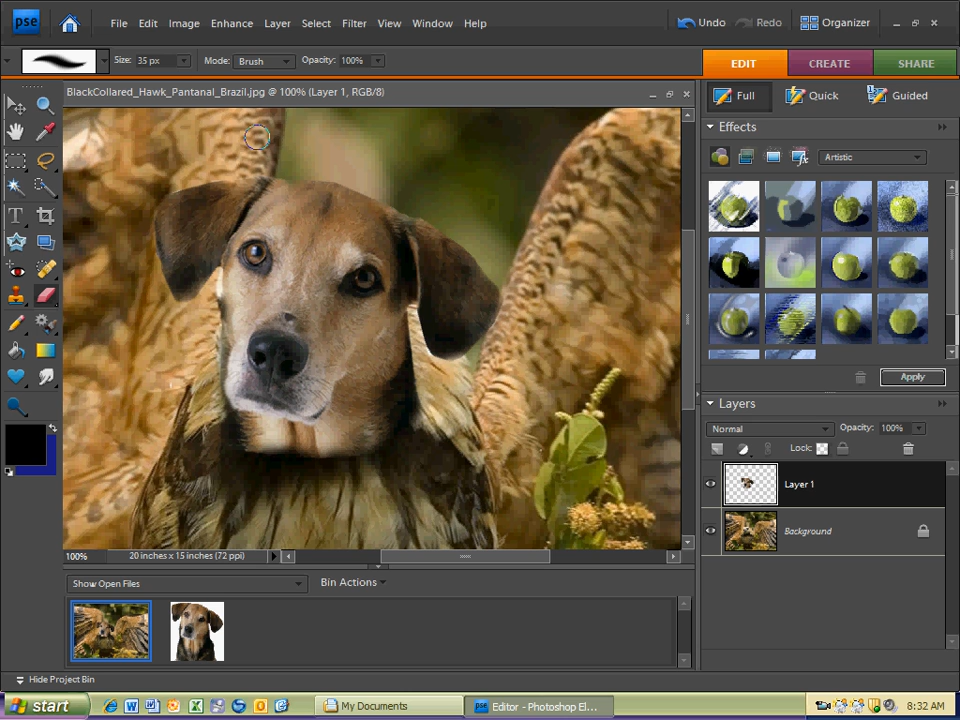 pse File Edit Image Enhance Layer Select Filter View Window Help Undo Redo Organizer
Size: 35 px Mode: Brush Opacity: 100% EDIT CREATE SHARE
BlackCollared_Hawk_Pantanal_Brazil.jpg @ 100% (Layer 1, RGB/8)
Full Quick Guided
Effects
Artistic
Apply
Layers
Normal Opacity: 100%
Lock:
Layer 1
Background
100% 20 inches x 15 inches (72 ppi)
Show Open Files Bin Actions
Hide Project Bin
start My Documents pse Editor - Photoshop El... 8:32 AM